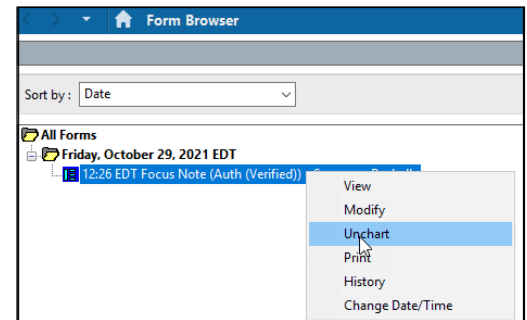 Form Browser
Sort by : Date
All Forms
Friday, October 29, 2021 EDT
12:26 EDT Focus Note (Auth (Verified))
View
Modify
Unchart
Print
History
Change Date/Time